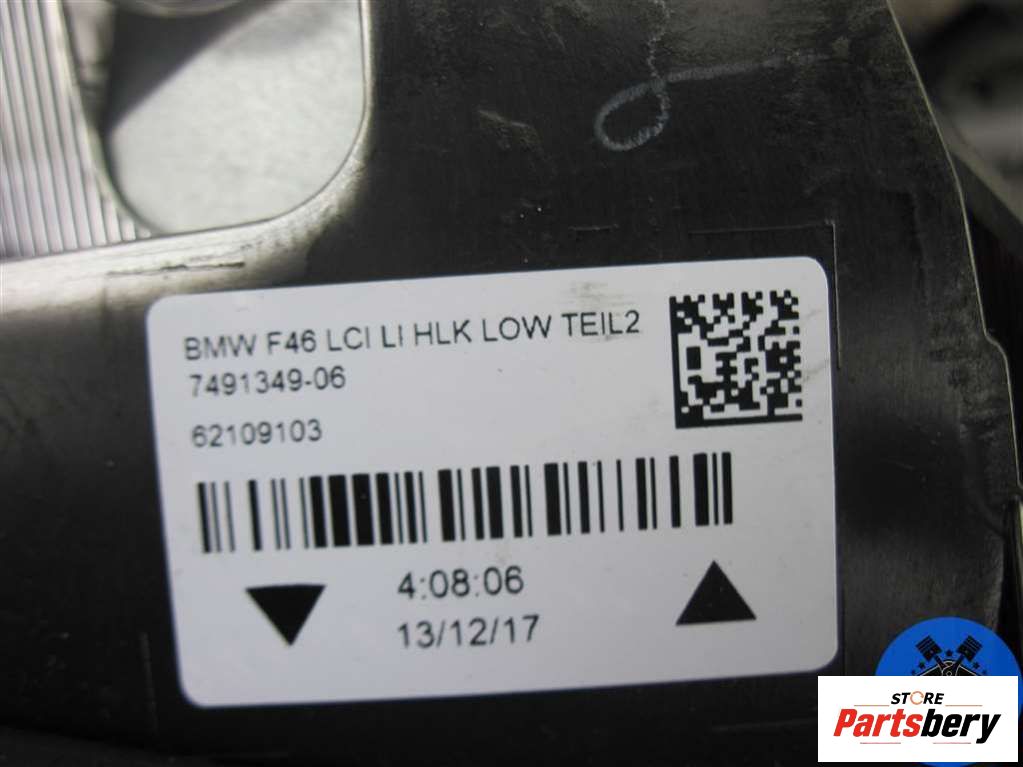 BMW F46 LCI LI HLK LOW TEIL2
7491349-06
62109103
4:08:06
13/12/17
STORE
Partsbery